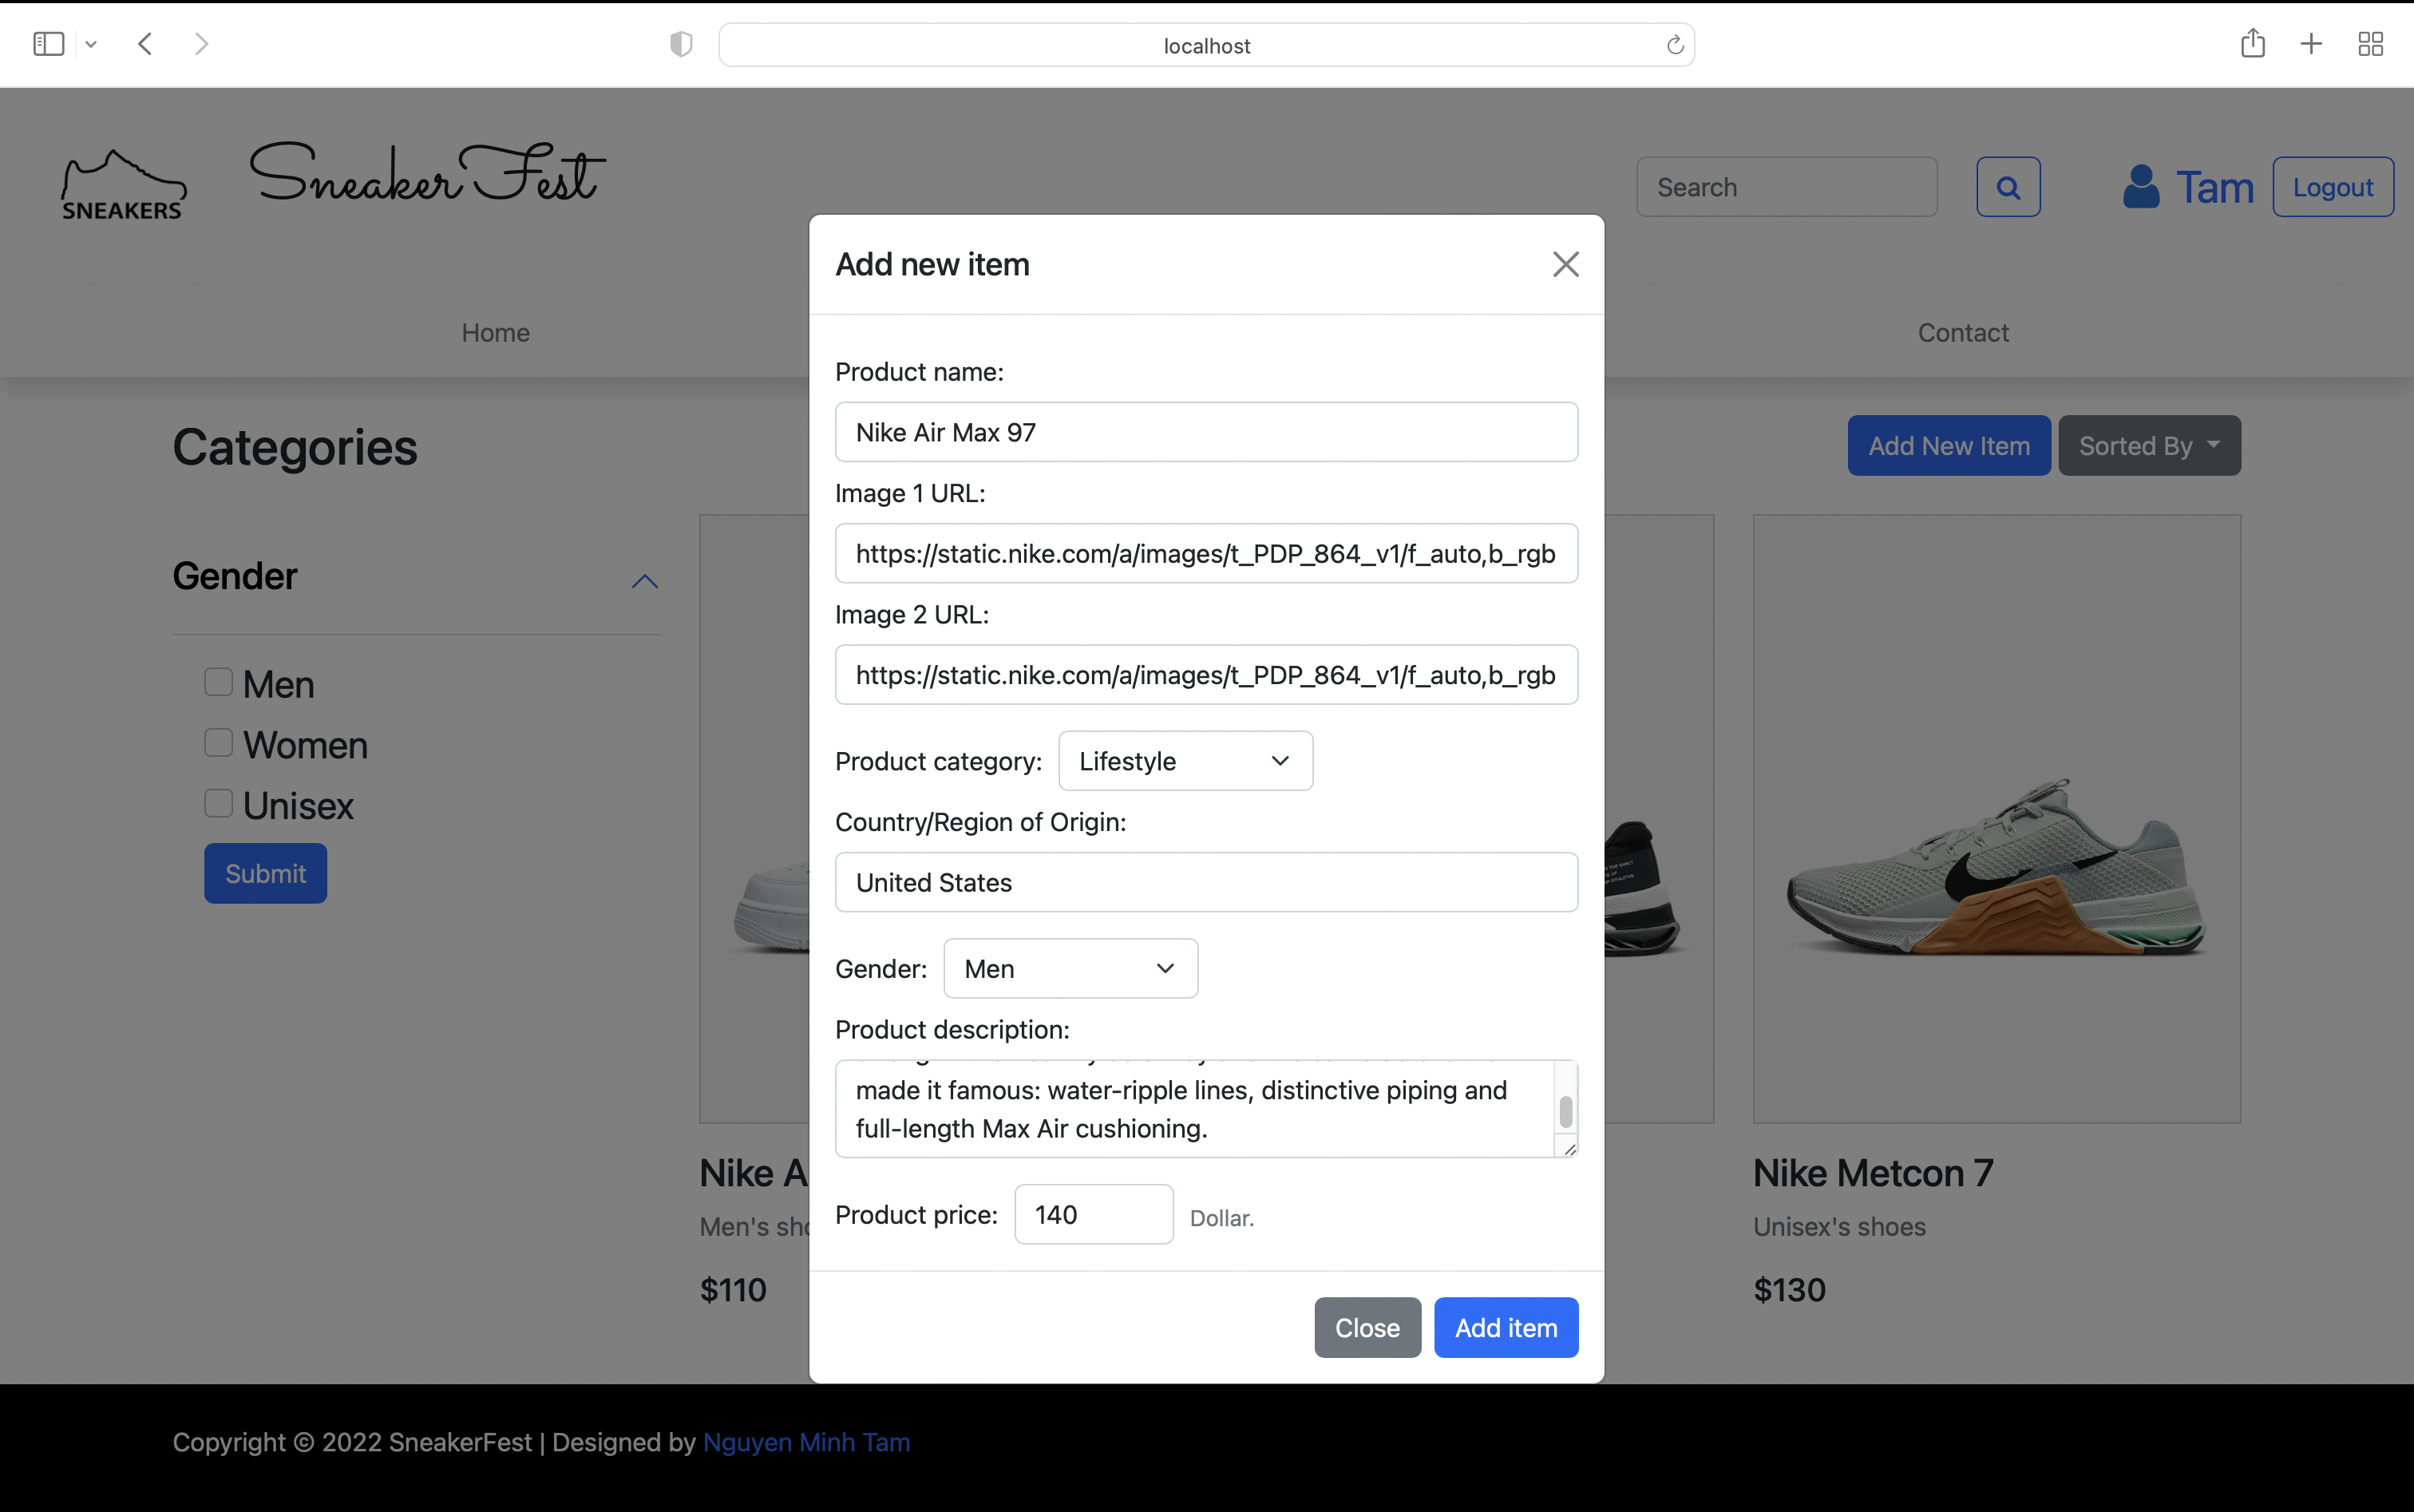 localhost
SNEAKERS
SneakerFest
Search
Tam
Logout
Home
Contact
Categories
Add New Item
Sorted By
Gender
Men
Women
Unisex
Submit
Add new item
Product name:
Nike Air Max 97
Image 1 URL:
https://static.nike.com/a/images/t_PDP_864_v1/f_auto,b_rgb
Image 2 URL:
https://static.nike.com/a/images/t_PDP_864_v1/f_auto,b_rgb
Product category:
Lifestyle
Country/Region of Origin:
United States
Gender:
Men
Product description:
made it famous: water-ripple lines, distinctive piping and
full-length Max Air cushioning.
Product price:
140
Dollar.
Close
Add item
Nike A
Men's sho
$110
Nike Metcon 7
Unisex's shoes
$130
Copyright © 2022 SneakerFest | Designed by Nguyen Minh Tam